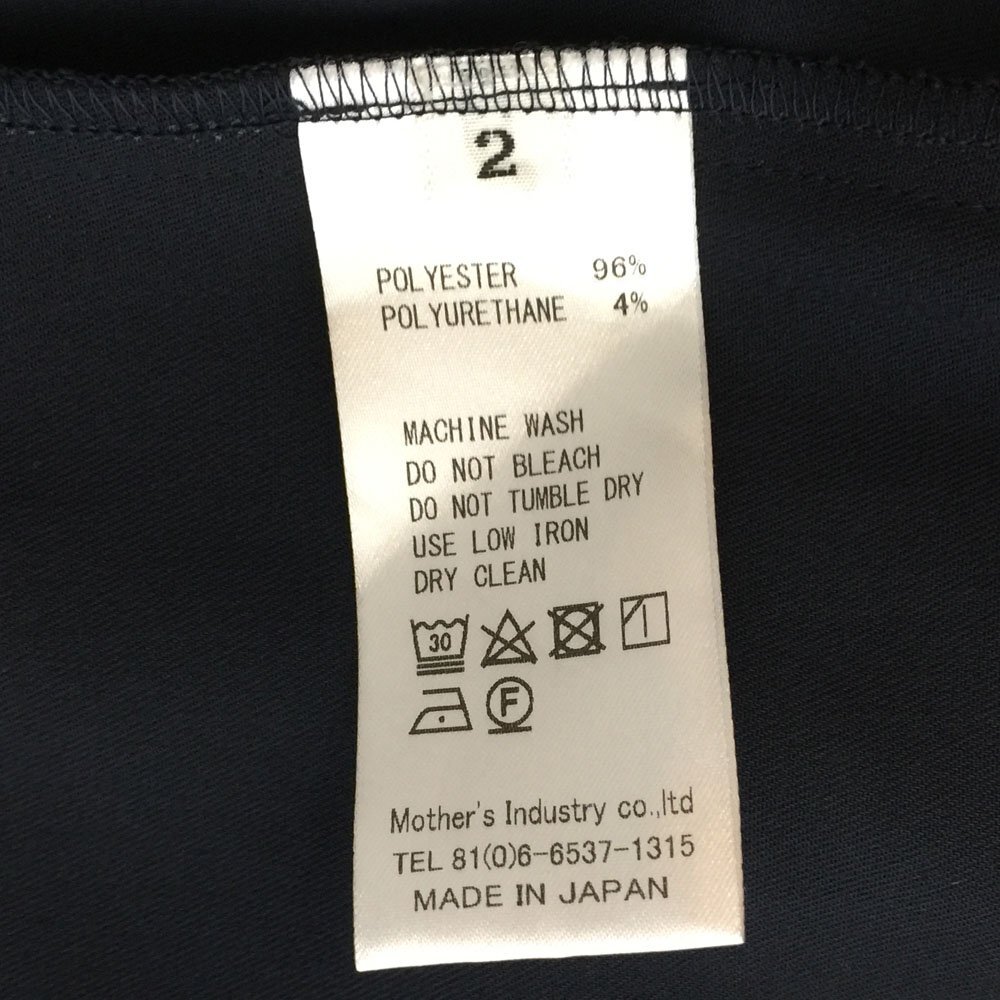 2
POLYESTER 96%
POLYURETHANE 4%
MACHINE WASH
DO NOT BLEACH
DO NOT TUMBLE DRY
USE LOW IRON
DRY CLEAN
30
F
Mother's Industry co.,ltd
TEL 81(0)6-6537-1315
MADE IN JAPAN